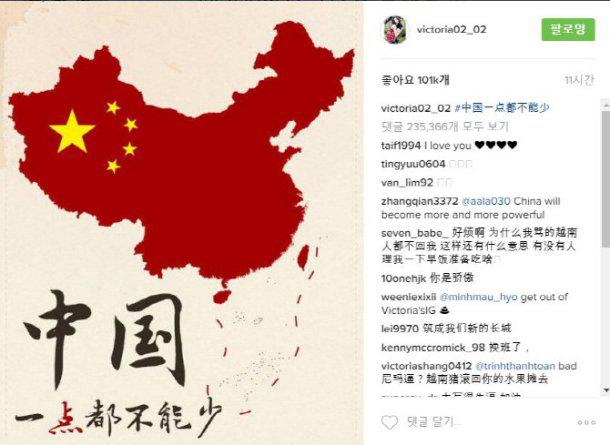 中国
一点都不能少
victoria02_02
팔로잉
좋아요 101k개
11시간
victoria02_02 #中国一点都不能少
댓글 235,366개 모두 보기
taif1994 I love you ♥♥♥♥
tingyuu0604
van_lim92
zhangqian3372 @aala030 China will
become more and more powerful
seven_babe_ 好烦啊 为什么我骂的越南
人都不回我 这样还有什么意思 有没有人
理我一下早饭准备吃啥
10onehjk 你是骄傲
weeniexixii @minhmau_hyo get out of
Victoria'sIG
lei9970 筑成我们新的长城
kennymccromick_98 换班了，
victoriashang0412 @trinhthanhtoan bad
尼玛逼？越南猪滚回你的水果摊去
댓글 달기...